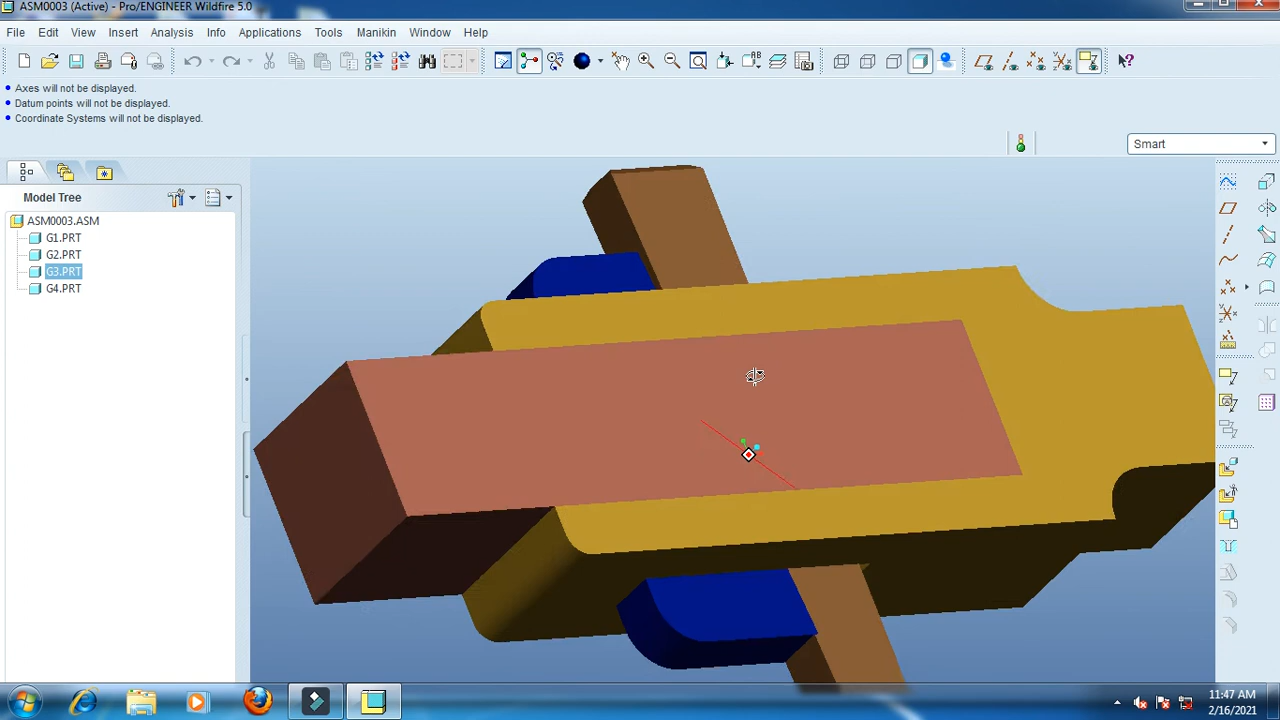 ASM0003 (Active) - Pro/ENGINEER Wildfire 5.0
File Edit View Insert Analysis Info Applications Tools Manikin Window Help
Axes will not be displayed.
Datum points will not be displayed.
Coordinate Systems will not be displayed.
Smart
Model Tree
ASM0003.ASM
G1.PRT
G2.PRT
G3.PRT
G4.PRT
11:47 AM
2/16/2021